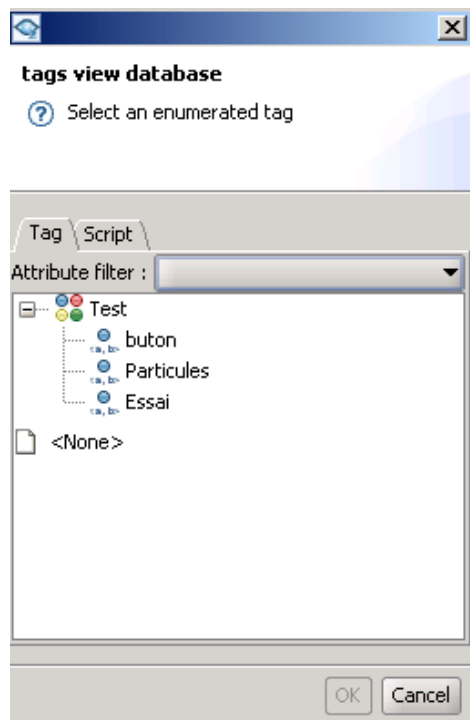 tags view database
Select an enumerated tag
Tag Script
Attribute filter :
Test
buton
Particules
Essai
<None>
OK Cancel